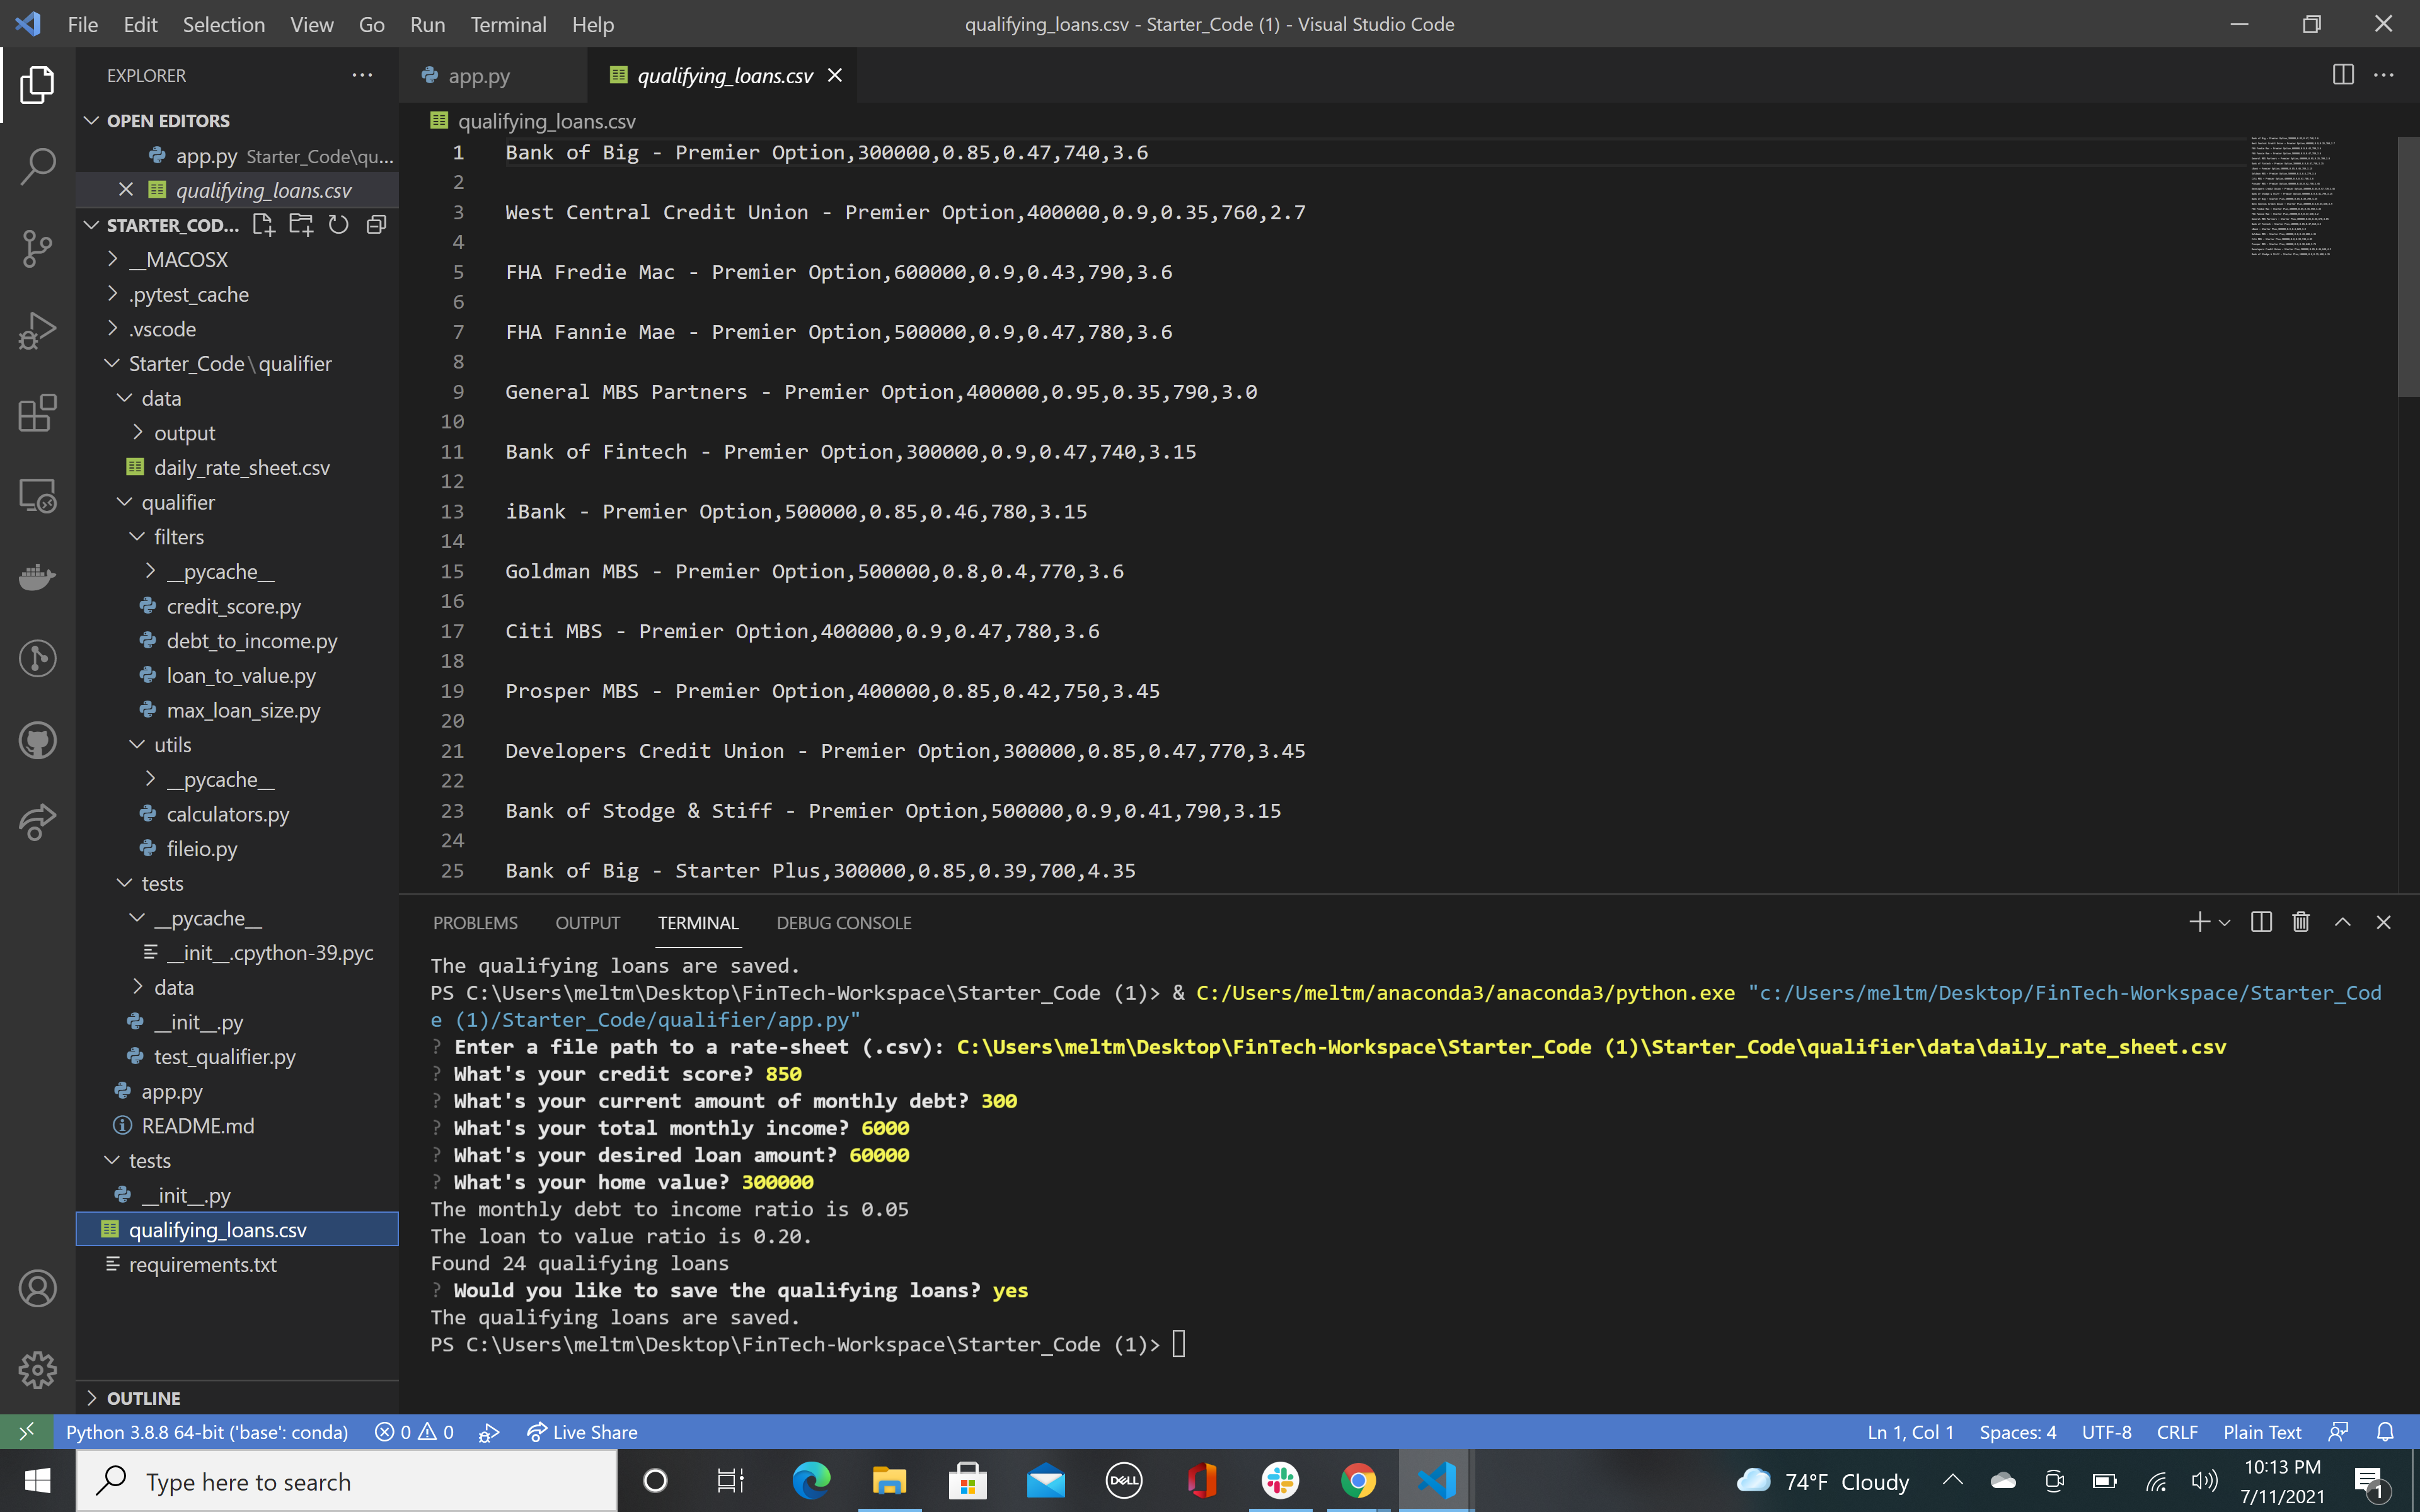 File Edit Selection View Go Run Terminal Help
qualifying_loans.csv - Starter_Code (1) - Visual Studio Code
EXPLORER
OPEN EDITORS
app.py Starter_Code\qu...
qualifying_loans.csv
STARTER_COD...
__MACOSX
.pytest_cache
.vscode
Starter_Code\qualifier
data
output
daily_rate_sheet.csv
qualifier
filters
__pycache__
credit_score.py
debt_to_income.py
loan_to_value.py
max_loan_size.py
utils
__pycache__
calculators.py
fileio.py
tests
__pycache__
__init__.cpython-39.pyc
data
__init__.py
test_qualifier.py
app.py
README.md
tests
__init__.py
qualifying_loans.csv
requirements.txt
OUTLINE
app.py
qualifying_loans.csv
qualifying_loans.csv
1 Bank of Big - Premier Option,300000,0.85,0.47,740,3.6
2
3 West Central Credit Union - Premier Option,400000,0.9,0.35,760,2.7
4
5 FHA Fredie Mac - Premier Option,600000,0.9,0.43,790,3.6
6
7 FHA Fannie Mae - Premier Option,500000,0.9,0.47,780,3.6
8
9 General MBS Partners - Premier Option,400000,0.95,0.35,790,3.0
10
11 Bank of Fintech - Premier Option,300000,0.9,0.47,740,3.15
12
13 iBank - Premier Option,500000,0.85,0.46,780,3.15
14
15 Goldman MBS - Premier Option,500000,0.8,0.4,770,3.6
16
17 Citi MBS - Premier Option,400000,0.9,0.47,780,3.6
18
19 Prosper MBS - Premier Option,400000,0.85,0.42,750,3.45
20
21 Developers Credit Union - Premier Option,300000,0.85,0.47,770,3.45
22
23 Bank of Stodge & Stiff - Premier Option,500000,0.9,0.41,790,3.15
24
25 Bank of Big - Starter Plus,300000,0.85,0.39,700,4.35
PROBLEMS OUTPUT TERMINAL DEBUG CONSOLE
The qualifying loans are saved.
PS C:\Users\meltm\Desktop\FinTech-Workspace\Starter_Code (1)> & C:/Users/meltm/anaconda3/anaconda3/python.exe "c:/Users/meltm/Desktop/FinTech-Workspace/Starter_Cod
e (1)/Starter_Code/qualifier/app.py"
? Enter a file path to a rate-sheet (.csv): C:\Users\meltm\Desktop\FinTech-Workspace\Starter_Code (1)\Starter_Code\qualifier\data\daily_rate_sheet.csv
? What's your credit score? 850
? What's your current amount of monthly debt? 300
? What's your total monthly income? 6000
? What's your desired loan amount? 60000
? What's your home value? 300000
The monthly debt to income ratio is 0.05
The loan to value ratio is 0.20.
Found 24 qualifying loans
? Would you like to save the qualifying loans? yes
The qualifying loans are saved.
PS C:\Users\meltm\Desktop\FinTech-Workspace\Starter_Code (1)>
Python 3.8.8 64-bit ('base': conda) 0 0 Live Share Ln 1, Col 1 Spaces: 4 UTF-8 CRLF Plain Text
Type here to search
DELL
74°F Cloudy
10:13 PM
7/11/2021
1